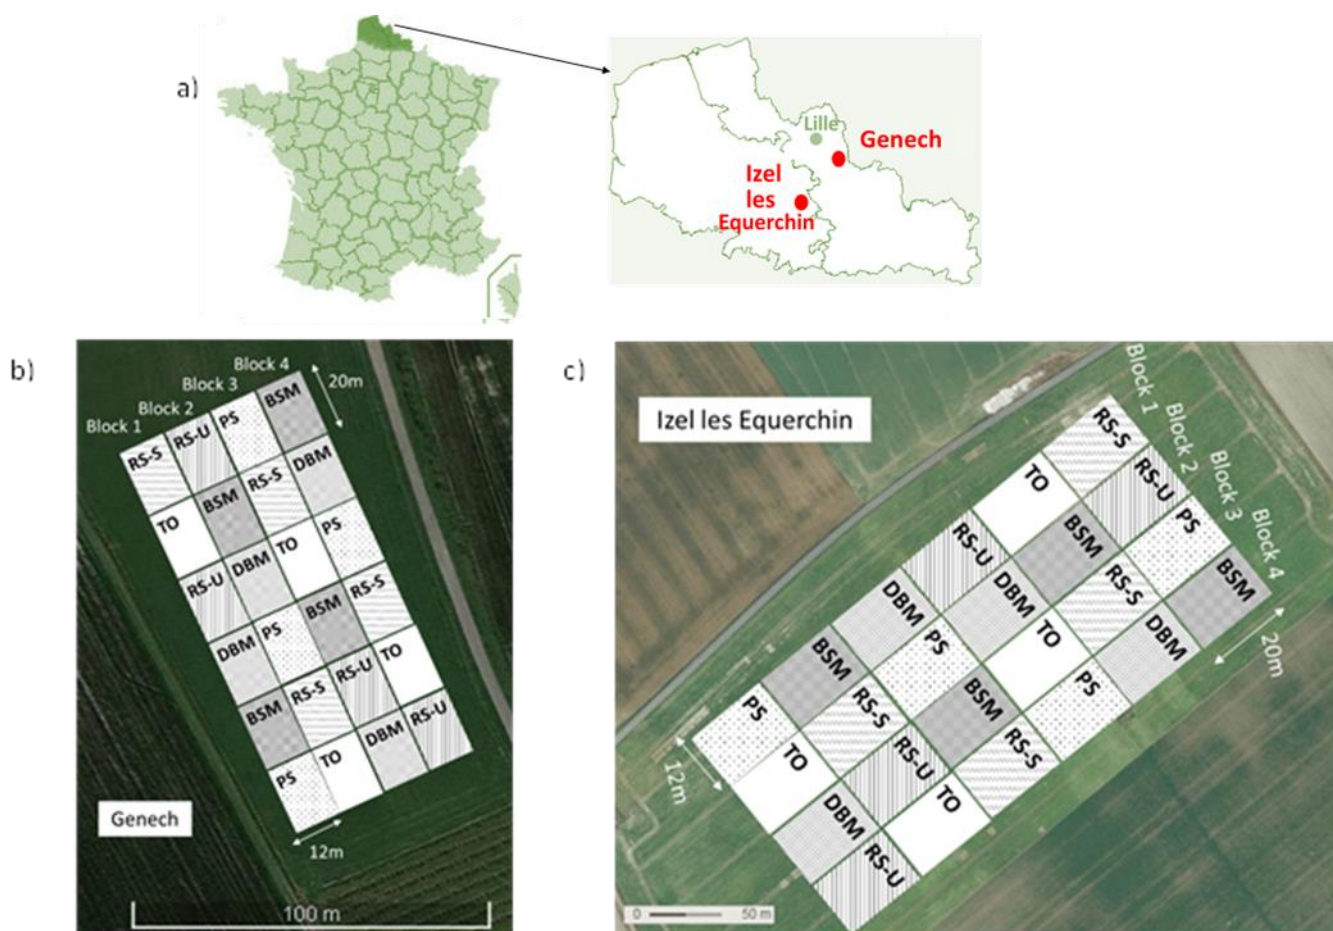 a)
Lille
Genech
Izel
les
Equerchin
b)
Block 1
Block 2
Block 3
Block 4
20m
RS-S
RS-U
PS
BSM
TO
BSM
RS-S
DBM
RS-U
DBM
TO
PS
DBM
PS
BSM
RS-S
BSM
RS-S
RS-U
TO
PS
TO
DBM
RS-U
12m
Genech
100 m
c)
Izel les Equerchin
Block 1
Block 2
Block 3
Block 4
RS-S
RS-U
PS
BSM
TO
BSM
RS-S
DBM
RS-U
DBM
TO
PS
DBM
PS
BSM
RS-S
BSM
RS-S
RS-U
TO
PS
TO
DBM
RS-U
20m
12m
0
50 m